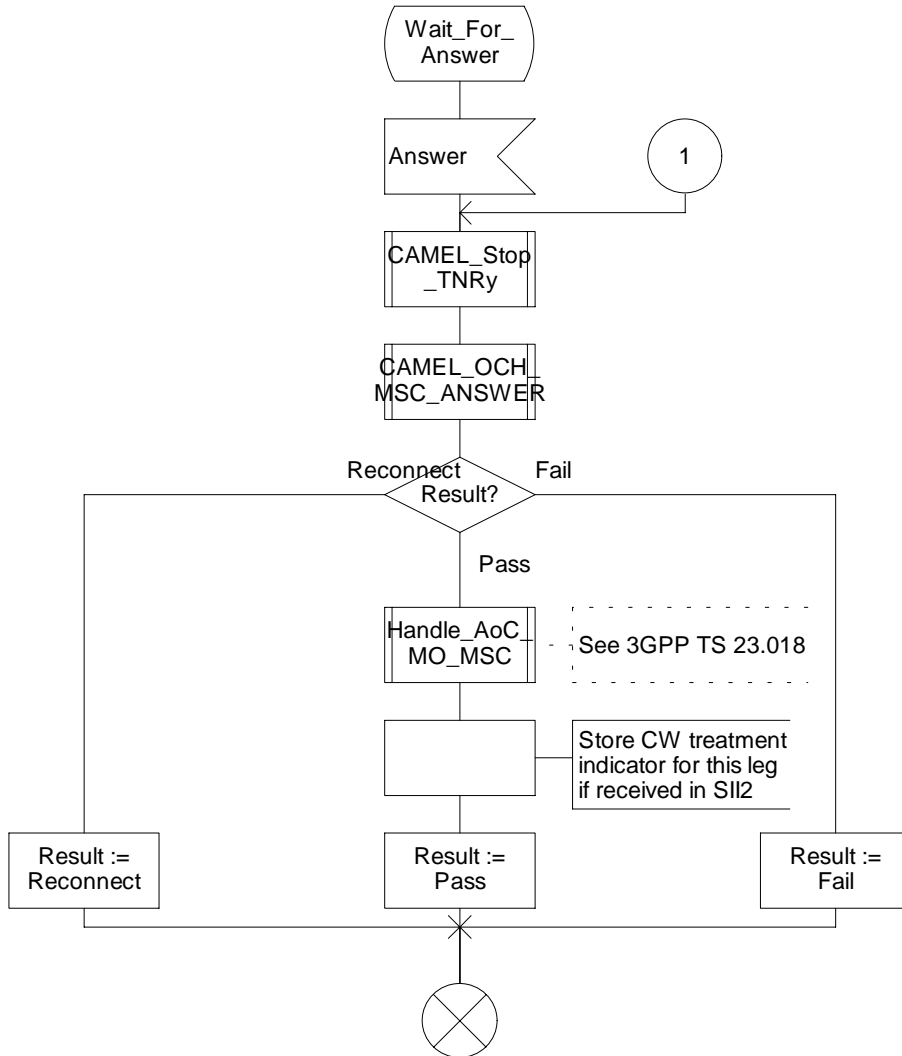 Wait_For_
Answer
Answer
1
CAMEL_Stop
_TNRy
CAMEL_OCH_
MSC_ANSWER
Reconnect
Fail
Result?
Pass
Handle_AoC_
MO_MSC
See 3GPP TS 23.018
Store CW treatment
indicator for this leg
if received in SII2
Result :=
Reconnect
Result :=
Pass
Result :=
Fail